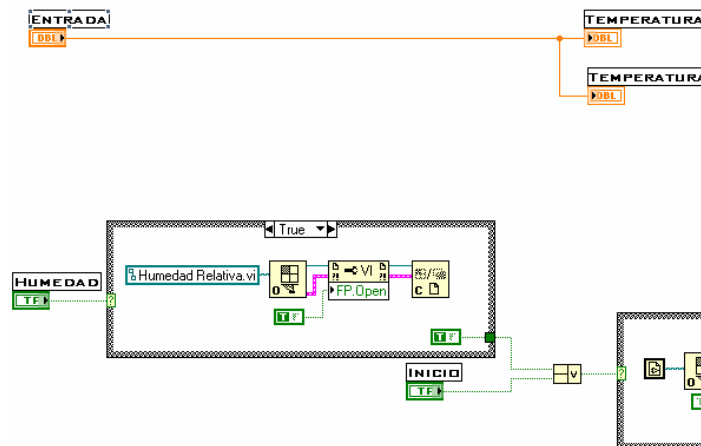 ENTRADA
TEMPERATURA
DBL
DBL
TEMPERATURA
DBL
True
Humedad Relativa.vi
VI
HUMEDAD
O
FP.Open
C
TF
?
T F
T F
INICIO
TF
V
?
O
T